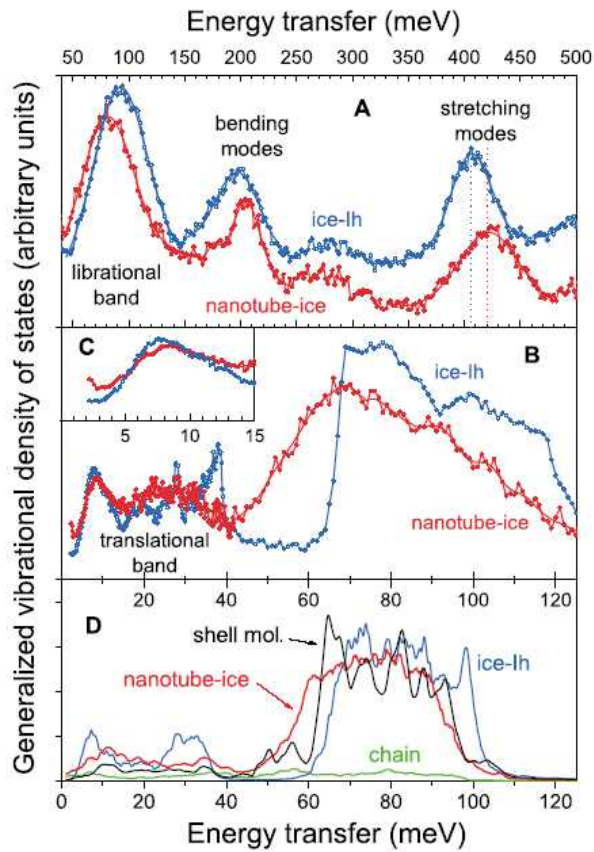 Energy transfer (meV)
50 100 150 200 250 300 350 400 450 500
Generalized vibrational density of states (arbitrary units)
A
bending
modes
stretching
modes
ice-Ih
librational
band
nanotube-ice
C
B
ice-Ih
5 10 15
nanotube-ice
translational
band
20 40 60 80 100 120
D
shell mol.
ice-Ih
nanotube-ice
chain
0 20 40 60 80 100 120
Energy transfer (meV)